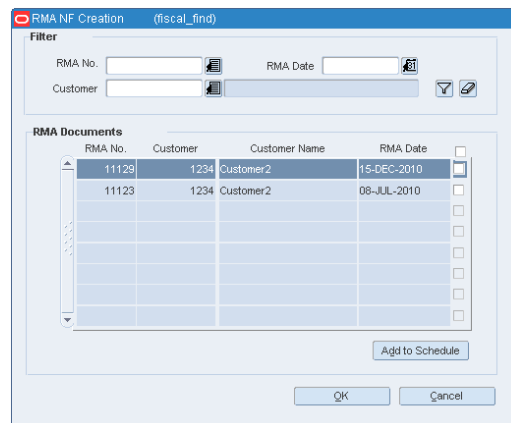 RMA NF Creation (fiscal_find)
Filter
RMA No. RMA Date 31
Customer
RMA Documents
RMA No. Customer Customer Name RMA Date
11129 1234 Customer2 15-DEC-2010
11123 1234 Customer2 08-JUL-2010
Add to Schedule
OK Cancel